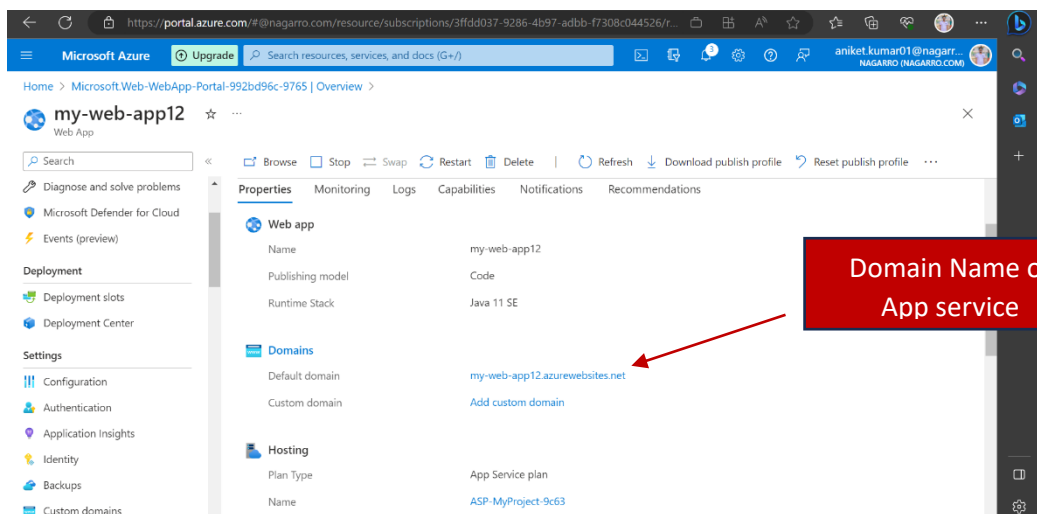 https://portal.azure.com/#@nagarro.com/resource/subscriptions/3ffdd037-9286-4b97-adbb-f7308c044526/r...
Microsoft Azure
Upgrade
Search resources, services, and docs (G+/)
3
aniket.kumar01@nagarr...
NAGARRO (NAGARRO.COM)
Home > Microsoft.Web-WebApp-Portal-992bd96c-9765 | Overview >
my-web-app12
Web App
Search
Browse Stop Swap Restart Delete | Refresh Download publish profile Reset publish profile ...
Diagnose and solve problems
Microsoft Defender for Cloud
Events (preview)
Deployment
Deployment slots
Deployment Center
Settings
Configuration
Authentication
Application Insights
Identity
Backups
Custom domains
Properties Monitoring Logs Capabilities Notifications Recommendations
Web app
Name my-web-app12
Publishing model Code
Runtime Stack Java 11 SE
Domains
Default domain my-web-app12.azurewebsites.net
Custom domain Add custom domain
Hosting
Plan Type App Service plan
Name ASP-MyProject-9c63
Domain Name
App service